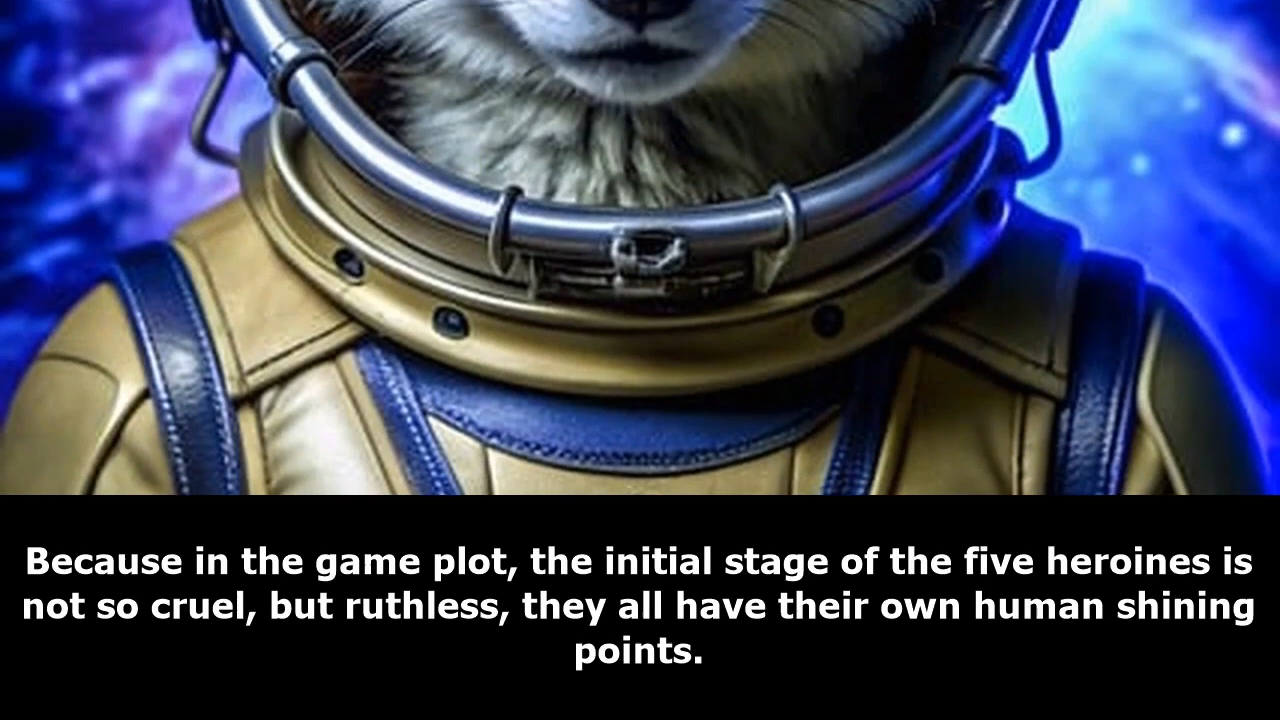 Because in the game plot, the initial stage of the five heroines is
not so cruel, but ruthless, they all have their own human shining
points.